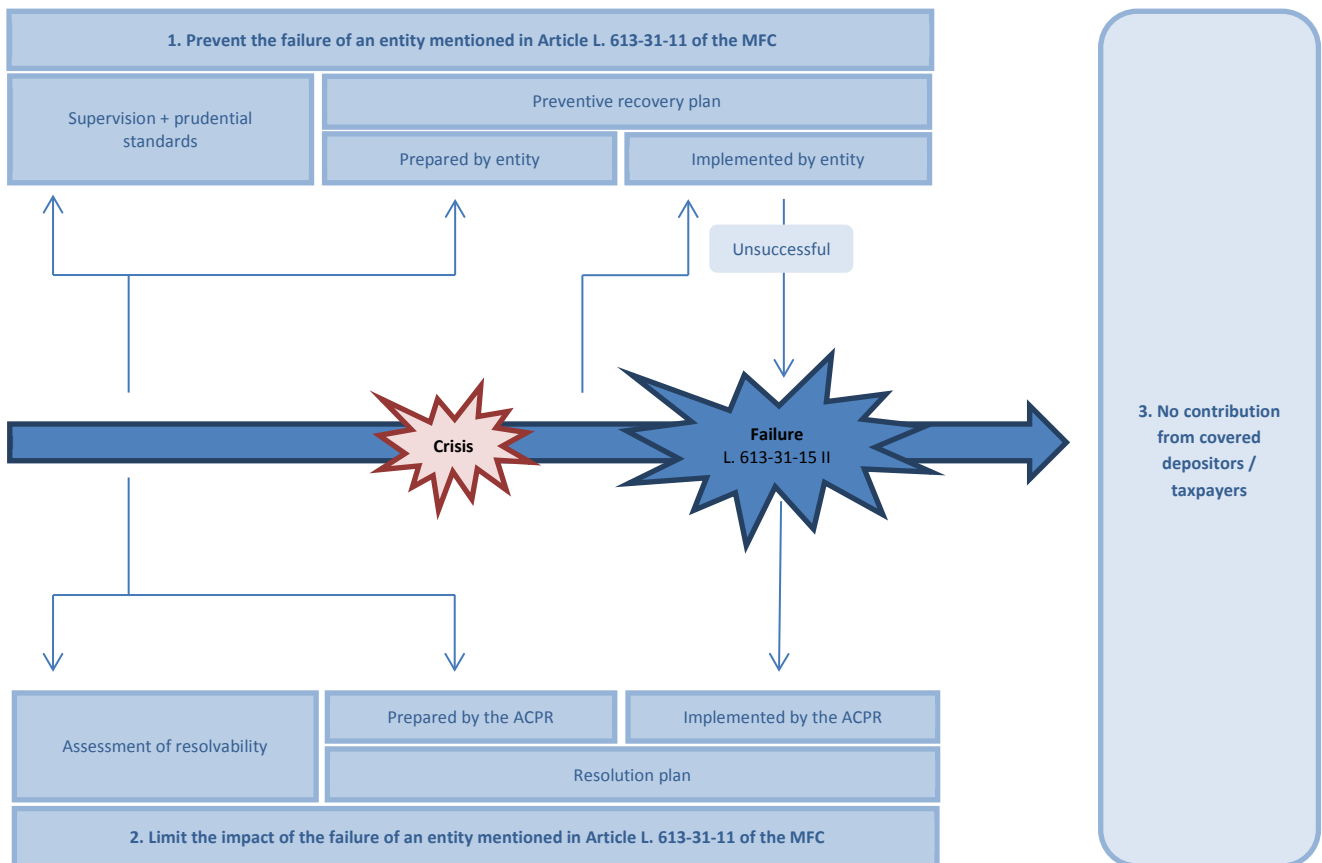 1. Prevent the failure of an entity mentioned in Article L. 613-31-11 of the MFC
Supervision + prudential
standards
Preventive recovery plan
Prepared by entity
Implemented by entity
Unsuccessful
Crisis
Failure
L. 613-31-15 II
3. No contribution
from covered
depositors /
taxpayers
Assessment of resolvability
Prepared by the ACPR
Implemented by the ACPR
Resolution plan
2. Limit the impact of the failure of an entity mentioned in Article L. 613-31-11 of the MFC